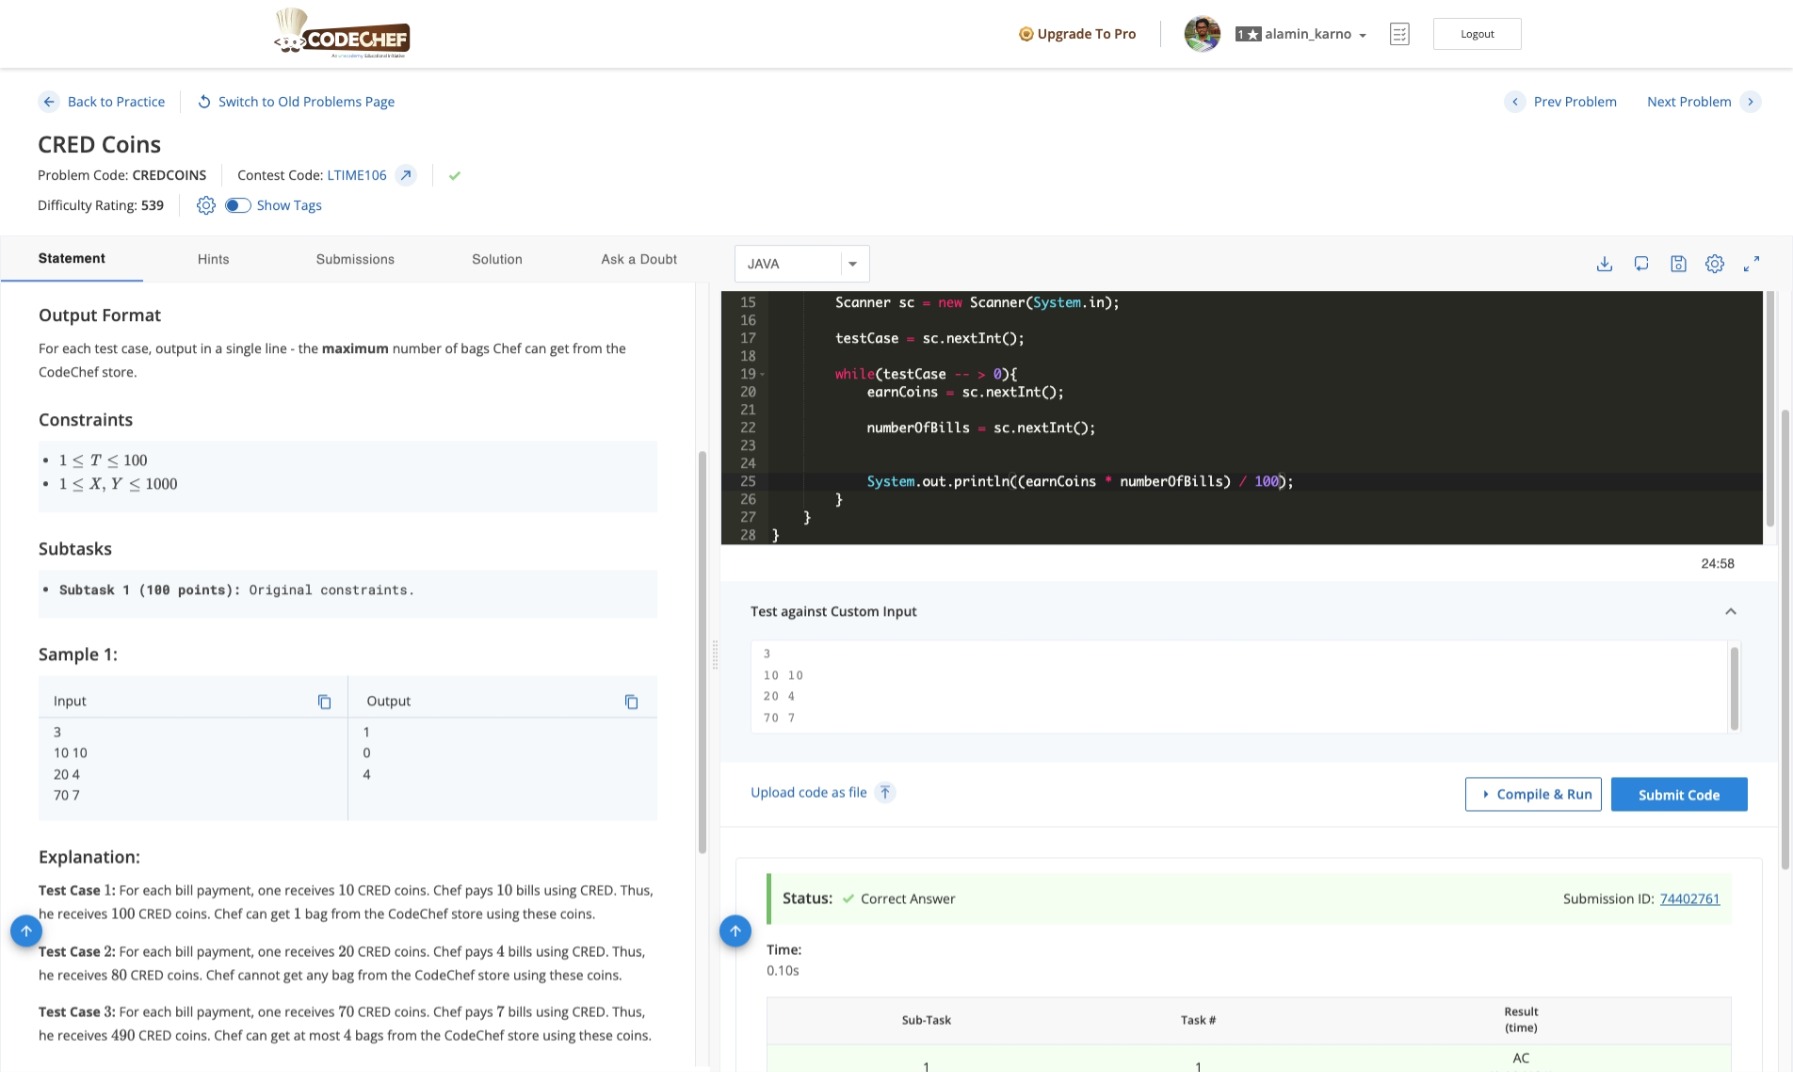 CODECHEF
An unacademy Educational Initiative
Upgrade To Pro
1★ alamin_karno
Logout
Back to Practice
Switch to Old Problems Page
Prev Problem
Next Problem
CRED Coins
Problem Code: CREDCOINS
Contest Code: LTIME106
Difficulty Rating: 539
Show Tags
Statement
Hints
Submissions
Solution
Ask a Doubt
Output Format
For each test case, output in a single line - the maximum number of bags Chef can get from the
CodeChef store.
Constraints
• 1 ≤ T ≤ 100
• 1 ≤ X, Y ≤ 1000
Subtasks
• Subtask 1 (100 points): Original constraints.
Sample 1:
Input
Output
3
1
10 10
0
20 4
4
70 7
Explanation:
Test Case 1: For each bill payment, one receives 10 CRED coins. Chef pays 10 bills using CRED. Thus,
he receives 100 CRED coins. Chef can get 1 bag from the CodeChef store using these coins.
Test Case 2: For each bill payment, one receives 20 CRED coins. Chef pays 4 bills using CRED. Thus,
he receives 80 CRED coins. Chef cannot get any bag from the CodeChef store using these coins.
Test Case 3: For each bill payment, one receives 70 CRED coins. Chef pays 7 bills using CRED. Thus,
he receives 490 CRED coins. Chef can get at most 4 bags from the CodeChef store using these coins.
JAVA
15 Scanner sc = new Scanner(System.in);
16
17 testCase = sc.nextInt();
18
19 while(testCase -- > 0){
20 earnCoins = sc.nextInt();
21
22 numberOfBills = sc.nextInt();
23
24
25 System.out.println((earnCoins * numberOfBills) / 100);
26 }
27 }
28 }
24:58
Test against Custom Input
3
10 10
20 4
70 7
Upload code as file
Compile & Run
Submit Code
Status: Correct Answer
Submission ID: 74402761
Time:
0.10s
Sub-Task
Task #
Result
(time)
1
1
AC